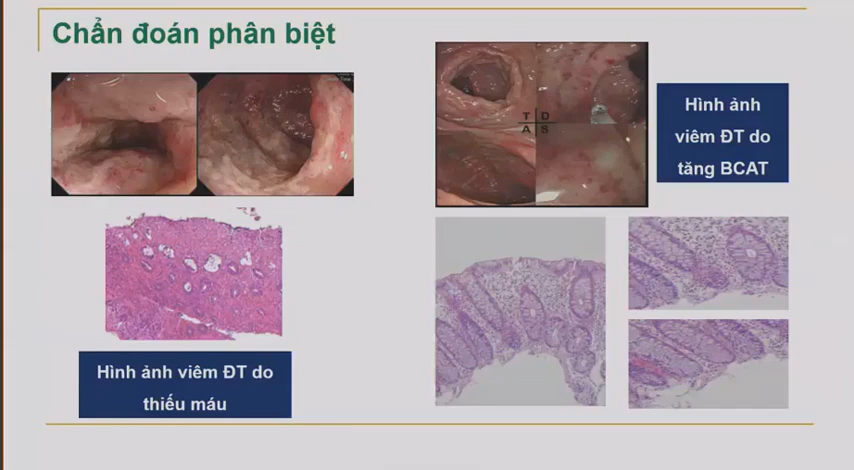 Chẩn đoán phân biệt
Hình ảnh
viêm ĐT do
tăng BCAT
T D
A S
Hình ảnh viêm ĐT do
thiếu máu